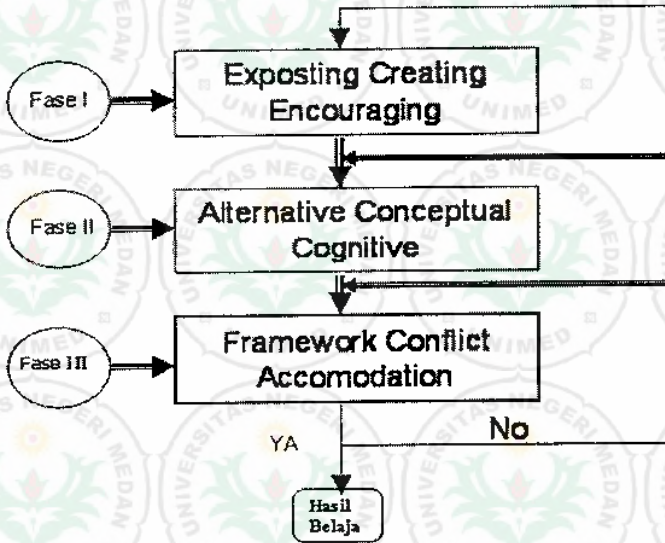 Fase I
Exposting Creating
Encouraging
Fase II
Alternative Conceptual
Cognitive
Fase III
Framework Conflict
Accomodation
YA
No
Hasil
Belaja